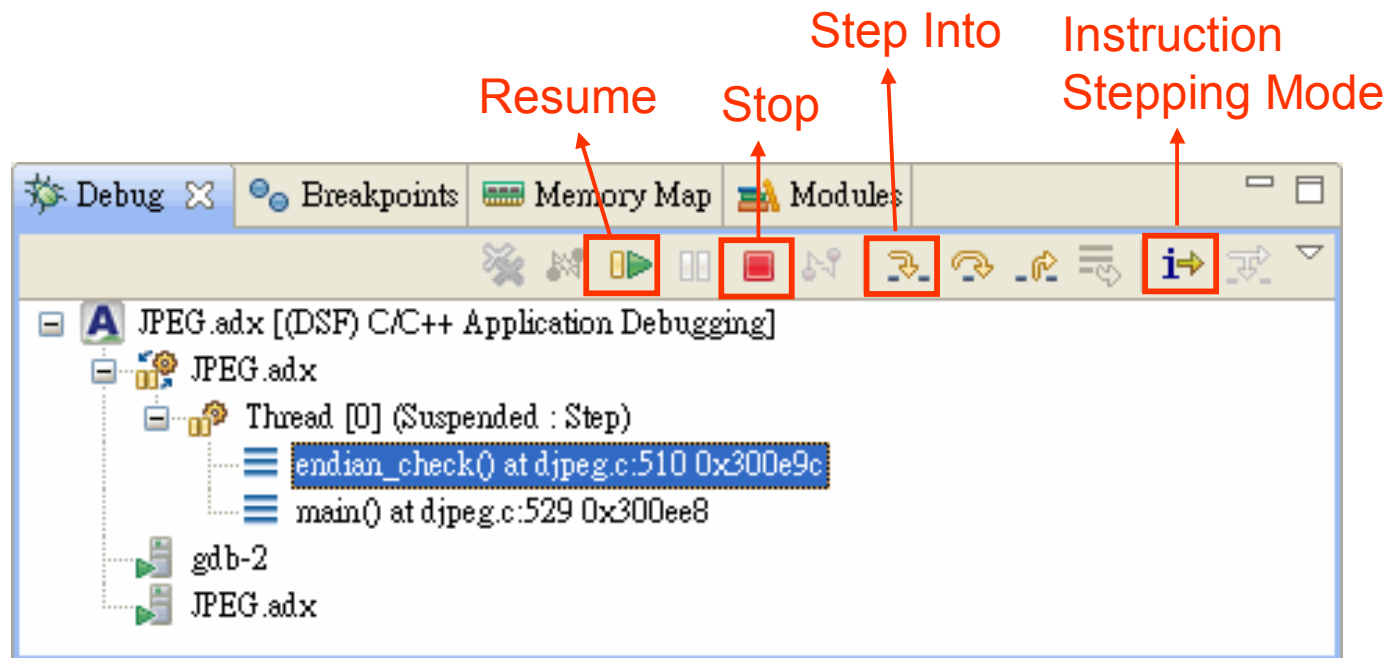 Step Into
Instruction
Stepping Mode
Resume
Stop
Debug Breakpoints Memory Map Modules
i
A JPEG.adx [(DSF) C/C++ Application Debugging]
JPEG.adx
Thread [0] (Suspended : Step)
endian_check() at djpeg.c:510 0x300e9c
main() at djpeg.c:529 0x300ee8
gdb-2
JPEG.adx